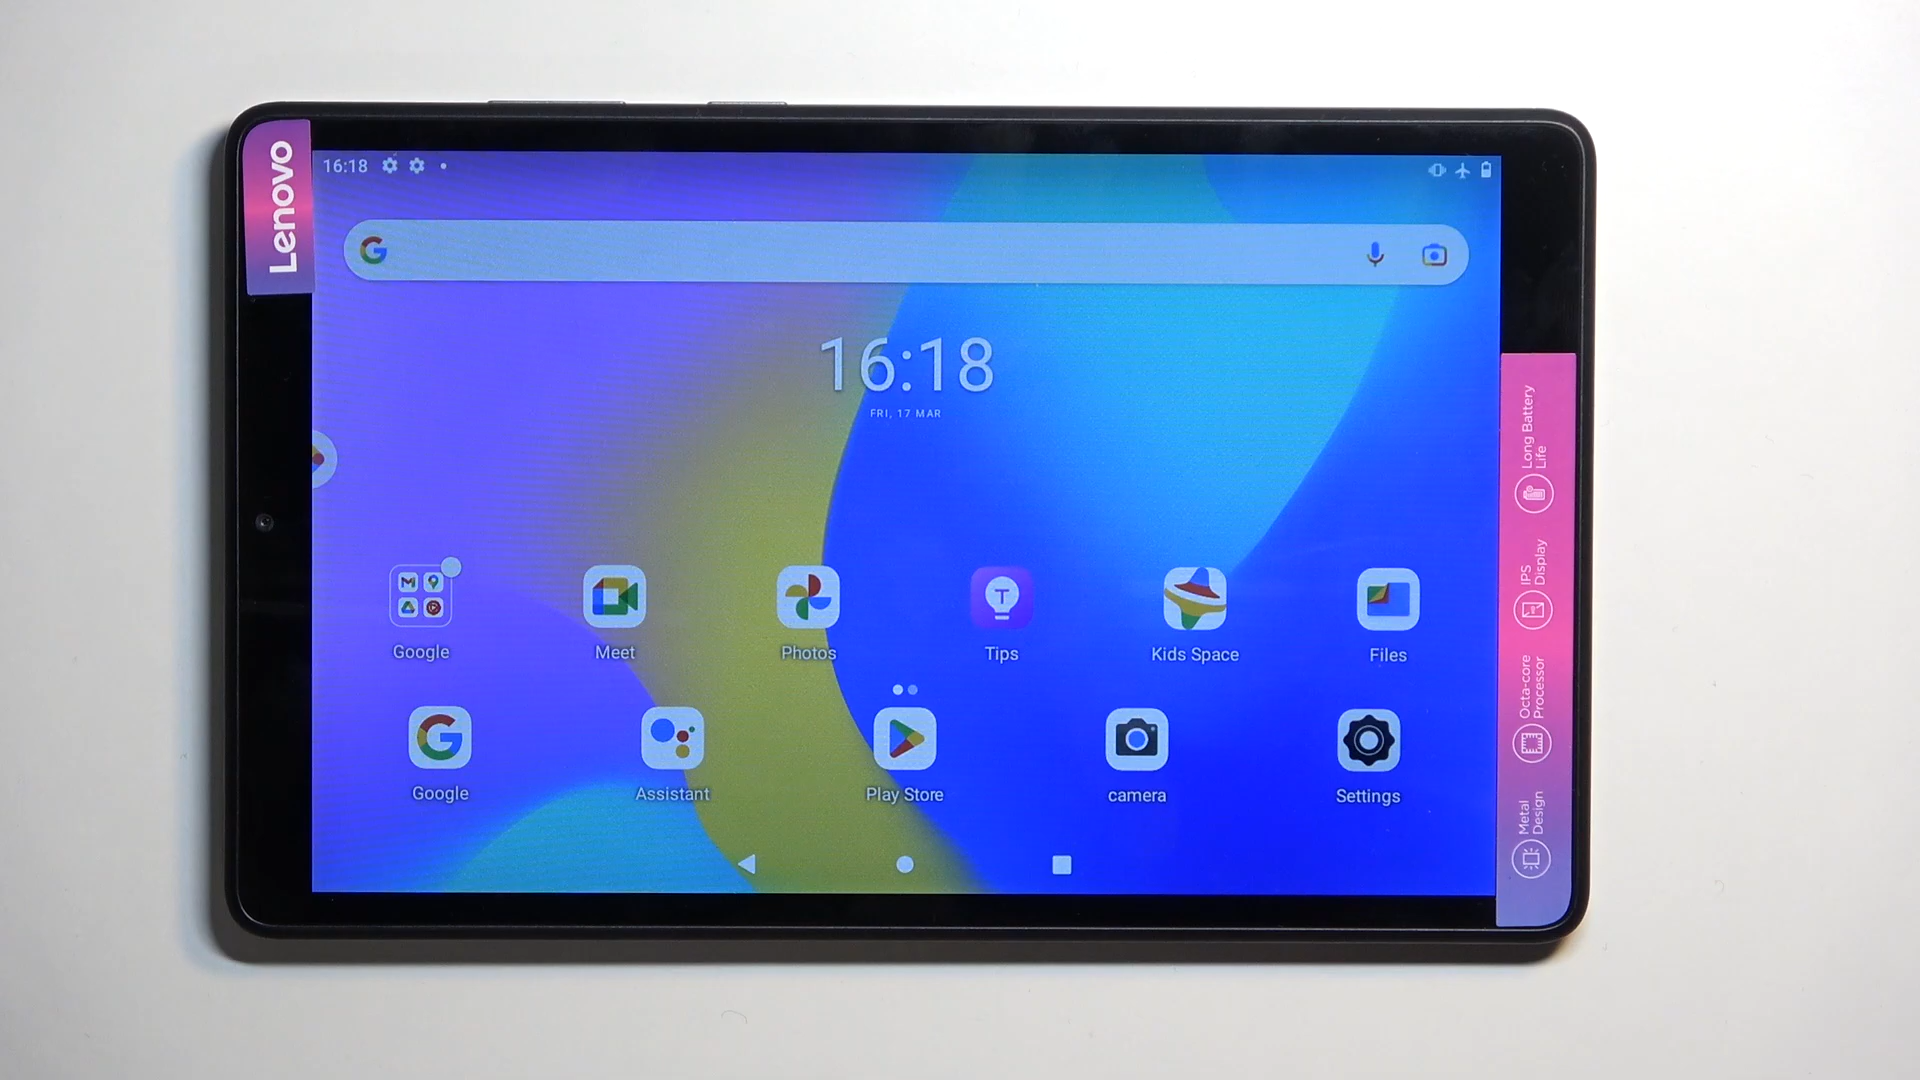 Lenovo
16:18
16:18
FRI, 17 MAR
Google
Meet
Photos
T
Tips
Kids Space
Files
Google
Assistant
Play Store
camera
Settings
Long Battery
Life
IPS
Display
Octa-core
Processor
Metal
Design